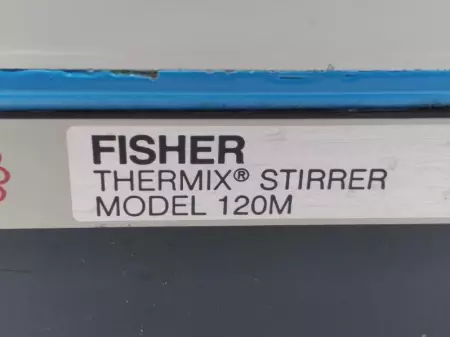 FISHER
THERMIX® STIRRER
MODEL 120M